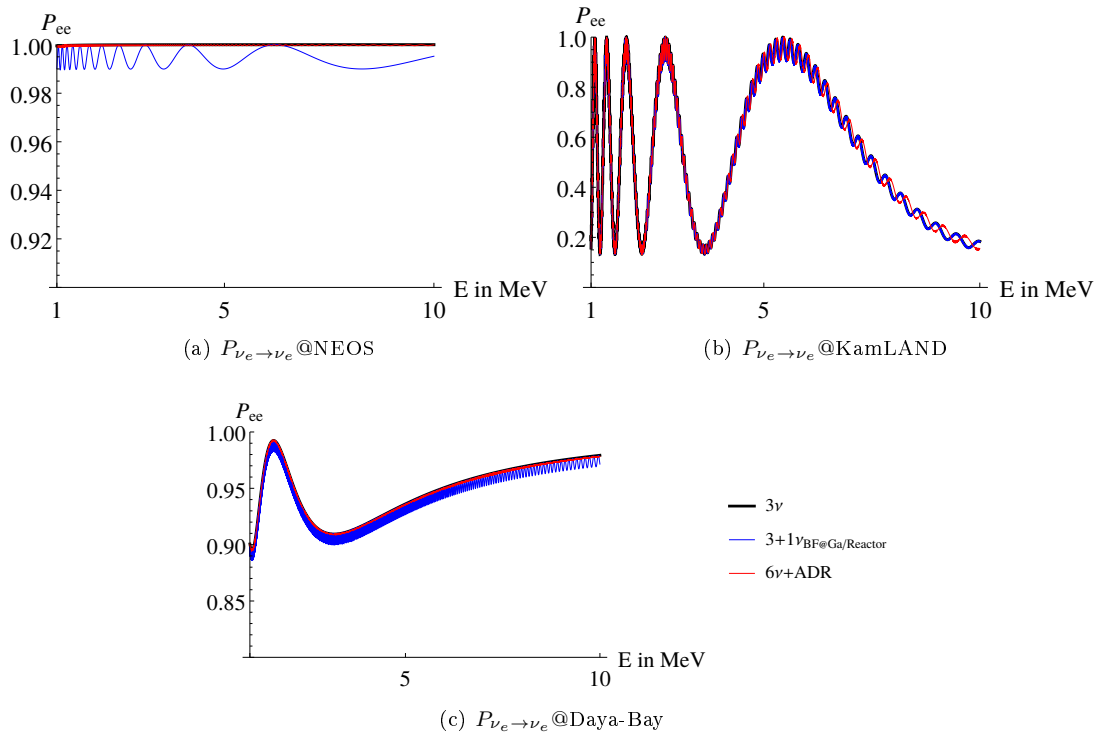 P_ee
1.00
0.98
0.96
0.94
0.92
1 5 10
E in MeV
(a) P_{ν_e→ν_e}@NEOS
P_ee
1.0
0.8
0.6
0.4
0.2
1 5 10
E in MeV
(b) P_{ν_e→ν_e}@KamLAND
P_ee
1.00
0.95
0.90
0.85
5 10
E in MeV
3ν
3+1ν_{BF@Ga/Reactor}
6ν+ADR
(c) P_{ν_e→ν_e}@Daya-Bay